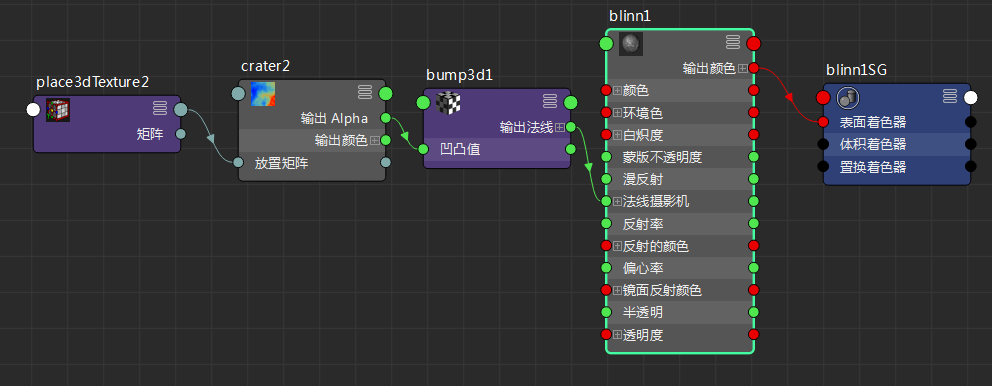 place3dTexture2
矩阵
crater2
输出 Alpha
输出颜色
放置矩阵
bump3d1
输出法线
凹凸值
blinn1
输出颜色
颜色
环境色
白炽度
蒙版不透明度
漫反射
法线摄影机
反射率
反射的颜色
偏心率
镜面反射颜色
半透明
透明度
blinn1SG
表面着色器
体积着色器
置换着色器